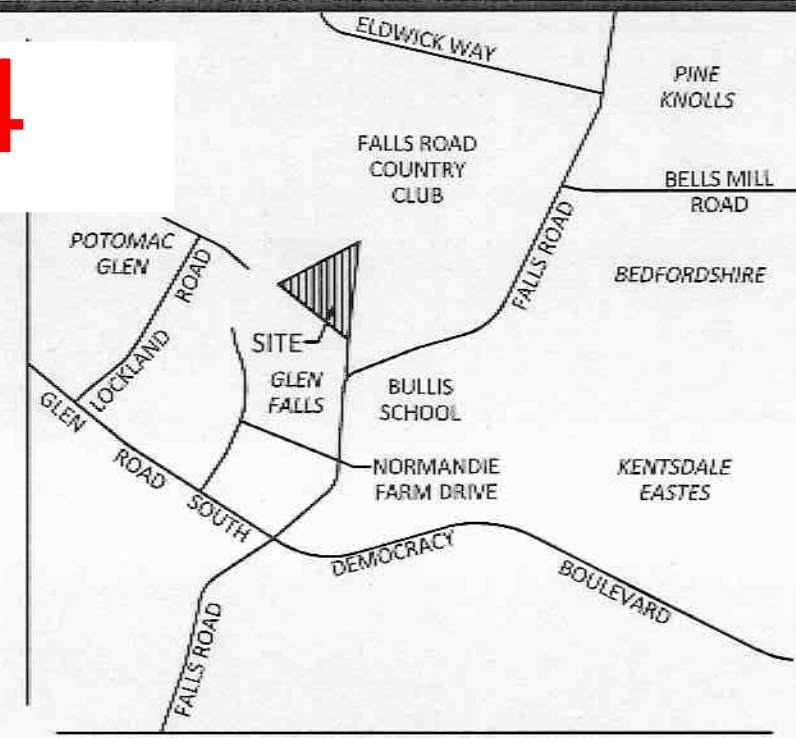 4
ELDWICK WAY
PINE
KNOLLS
FALLS ROAD
COUNTRY
CLUB
BELLS MILL
ROAD
POTOMAC
GLEN
LOCKLAND ROAD
FALLS ROAD
BEDFORDSHIRE
SITE
GLEN
FALLS
BULLIS
SCHOOL
GLEN ROAD SOUTH
NORMANDIE
FARM DRIVE
KENTSDALE
EASTES
DEMOCRACY BOULEVARD
FALLS ROAD